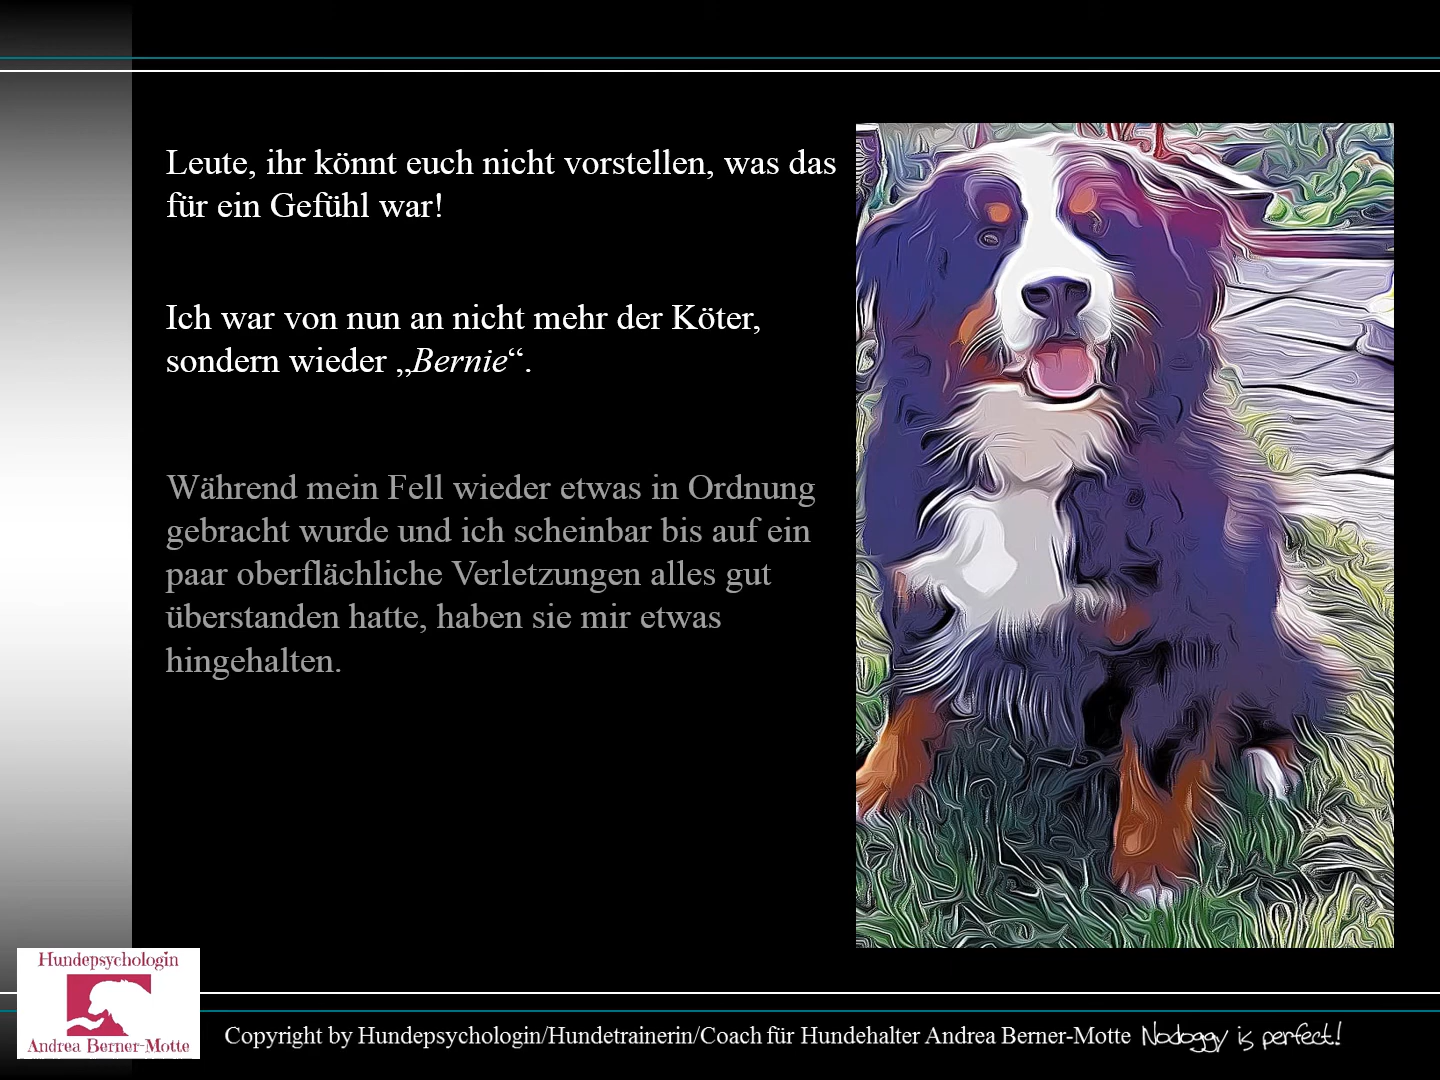 Leute, ihr könnt euch nicht vorstellen, was das
für ein Gefühl war!
Ich war von nun an nicht mehr der Köter,
sondern wieder „Bernie“.
Während mein Fell wieder etwas in Ordnung
gebracht wurde und ich scheinbar bis auf ein
paar oberflächliche Verletzungen alles gut
überstanden hatte, haben sie mir etwas
hingehalten.
Hundepsychologin
Andrea Berner-Motte
Copyright by Hundepsychologin/Hundetrainerin/Coach für Hundehalter Andrea Berner-Motte Nodoggy is perfect!